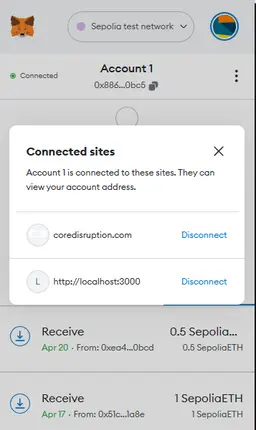 Sepolia test network
Connected
Account 1
0x886...0bc5
Connected sites
Account 1 is connected to these sites. They can
view your account address.
coredisruption.com
Disconnect
L
http://localhost:3000
Disconnect
Receive
0.5 Sepolia...
Apr 20 · From: 0xea4...0bcd
0.5 SepoliaETH
Receive
1 SepoliaETH
Apr 17 · From: 0x51c...1a8e
1 SepoliaETH